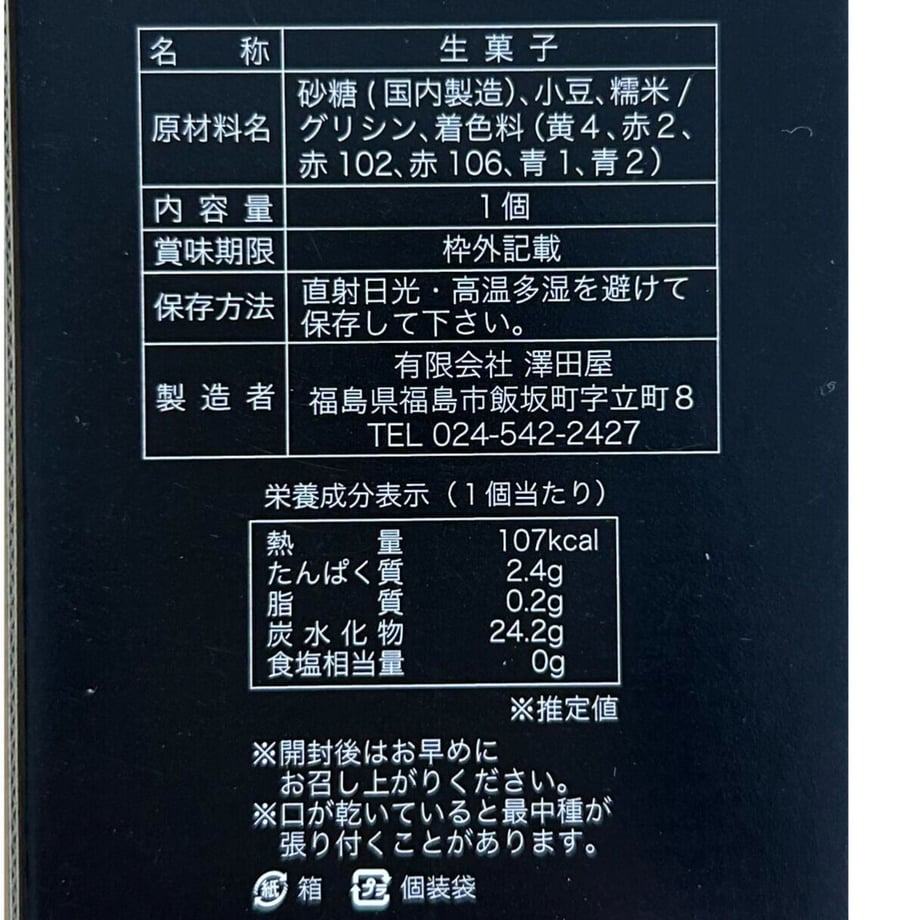 名称 生菓子
原材料名 砂糖(国内製造)、小豆、糯米/
グリシン、着色料(黄4、赤2、
赤102、赤106、青1、青2)
内容量 1個
賞味期限 枠外記載
保存方法 直射日光・高温多湿を避けて
保存して下さい。
製造者 有限会社 澤田屋
福島県福島市飯坂町字立町8
TEL 024-542-2427
栄養成分表示(1個当たり)
熱量 107kcal
たんぱく質 2.4g
脂質 0.2g
炭水化物 24.2g
食塩相当量 0g
※推定値
※開封後はお早めに
お召し上がりください。
※口が乾いていると最中種が
張り付くことがあります。
紙 箱 プラ 個装袋